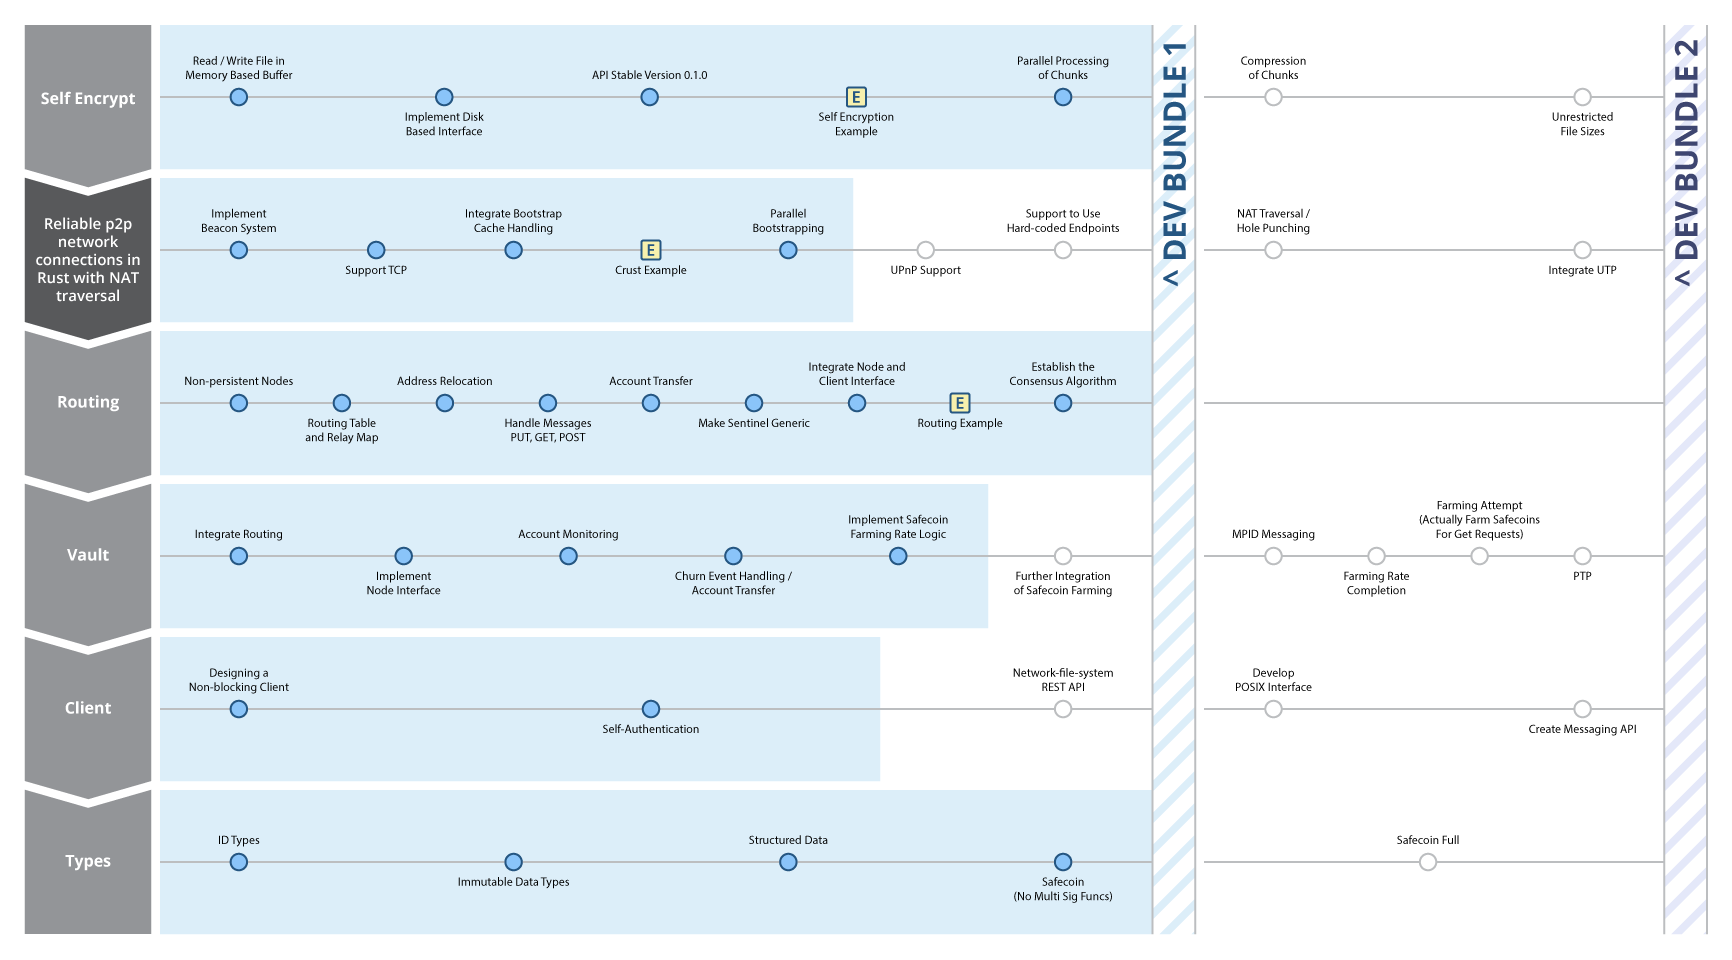 Self Encrypt
Read / Write File in
Memory Based Buffer
Implement Disk
Based Interface
API Stable Version 0.1.0
E
Self Encryption
Example
Parallel Processing
of Chunks
< DEV BUNDLE 1
Compression
of Chunks
Unrestricted
File Sizes
< DEV BUNDLE 2
Reliable p2p
network
connections in
Rust with NAT
traversal
Implement
Beacon System
Support TCP
Integrate Bootstrap
Cache Handling
E
Crust Example
Parallel
Bootstrapping
UPnP Support
Support to Use
Hard-coded Endpoints
NAT Traversal /
Hole Punching
Integrate UTP
Routing
Non-persistent Nodes
Routing Table
and Relay Map
Address Relocation
Handle Messages
PUT, GET, POST
Account Transfer
Make Sentinel Generic
Integrate Node and
Client Interface
E
Routing Example
Establish the
Consensus Algorithm
Vault
Integrate Routing
Implement
Node Interface
Account Monitoring
Churn Event Handling /
Account Transfer
Implement Safecoin
Farming Rate Logic
Further Integration
of Safecoin Farming
MPID Messaging
Farming Rate
Completion
Farming Attempt
(Actually Farm Safecoins
For Get Requests)
PTP
Client
Designing a
Non-blocking Client
Self-Authentication
Network-file-system
REST API
Develop
POSIX Interface
Create Messaging API
Types
ID Types
Immutable Data Types
Structured Data
Safecoin
(No Multi Sig Funcs)
Safecoin Full